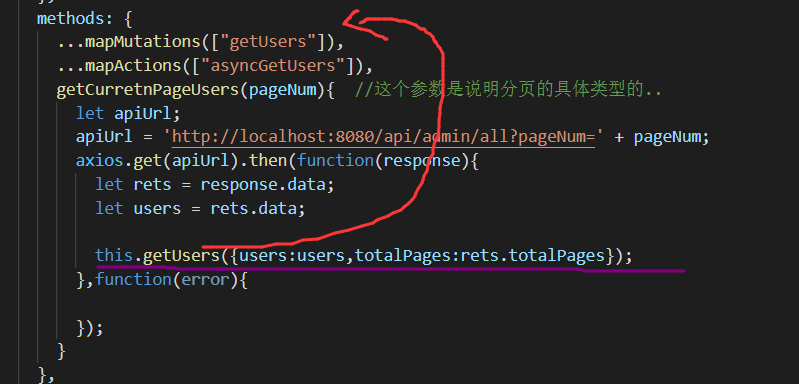 },
methods: {
...mapMutations(["getUsers"]),
...mapActions(["asyncGetUsers"]),
getCurretnPageUsers(pageNum){ //这个参数是说明分页的具体类型的..
let apiUrl;
apiUrl = 'http://localhost:8080/api/admin/all?pageNum=' + pageNum;
axios.get(apiUrl).then(function(response){
let rets = response.data;
let users = rets.data;
this.getUsers({users:users,totalPages:rets.totalPages});
},function(error){
});
}
},